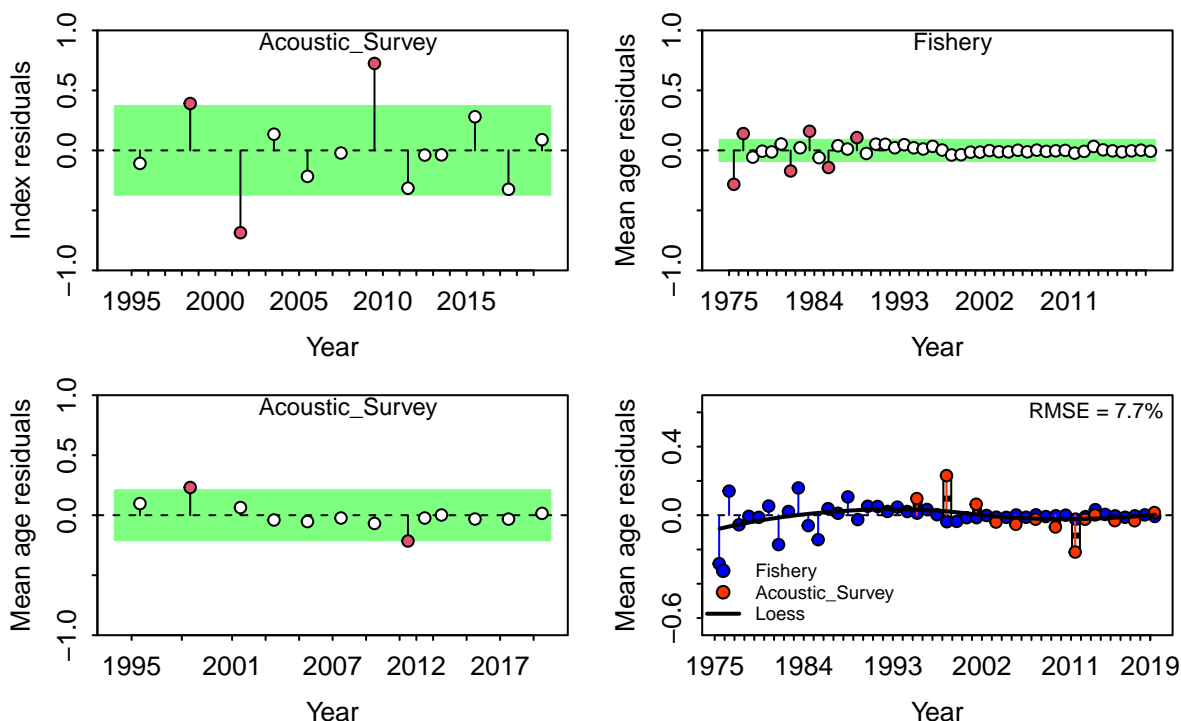 Acoustic_Survey
Index residuals
1.0
0.5
0.0
−1.0
1995 2000 2005 2010 2015
Year
Fishery
Mean age residuals
1.0
0.5
0.0
−1.0
1975 1984 1993 2002 2011
Year
Acoustic_Survey
Mean age residuals
1.0
0.5
0.0
−1.0
1995 2001 2007 2012 2017
Year
RMSE = 7.7%
Mean age residuals
0.4
0.0
−0.6
Fishery
Acoustic_Survey
Loess
1975 1984 1993 2002 2011 2019
Year